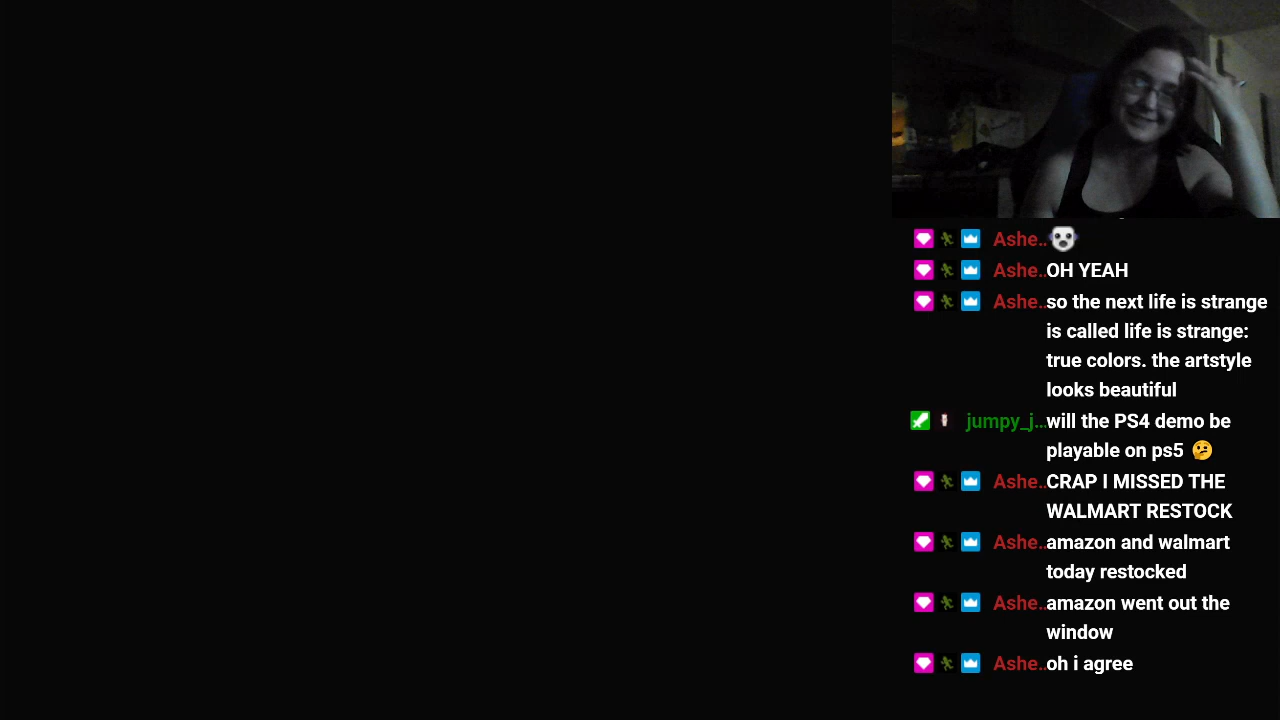 Ashe..
Ashe.. OH YEAH
Ashe.. so the next life is strange
is called life is strange:
true colors. the artstyle
looks beautiful
jumpy_j... will the PS4 demo be
playable on ps5 🤔
Ashe.. CRAP I MISSED THE
WALMART RESTOCK
Ashe.. amazon and walmart
today restocked
Ashe.. amazon went out the
window
Ashe.. oh i agree